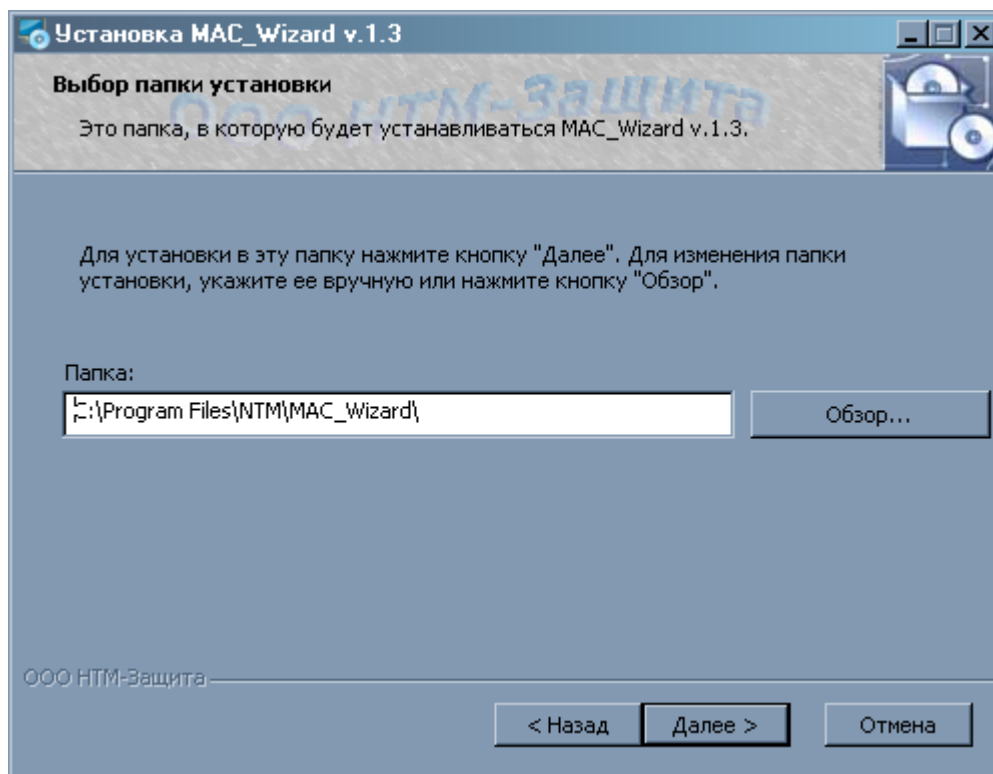 Установка MAC_Wizard v.1.3
Выбор папки установки
ООО НТМ-Защита
Это папка, в которую будет устанавливаться MAC_Wizard v.1.3.
Для установки в эту папку нажмите кнопку "Далее". Для изменения папки
установки, укажите ее вручную или нажмите кнопку "Обзор".
Папка:
C:\Program Files\NTM\MAC_Wizard\
Обзор...
ООО НТМ-Защита
< Назад
Далее >
Отмена